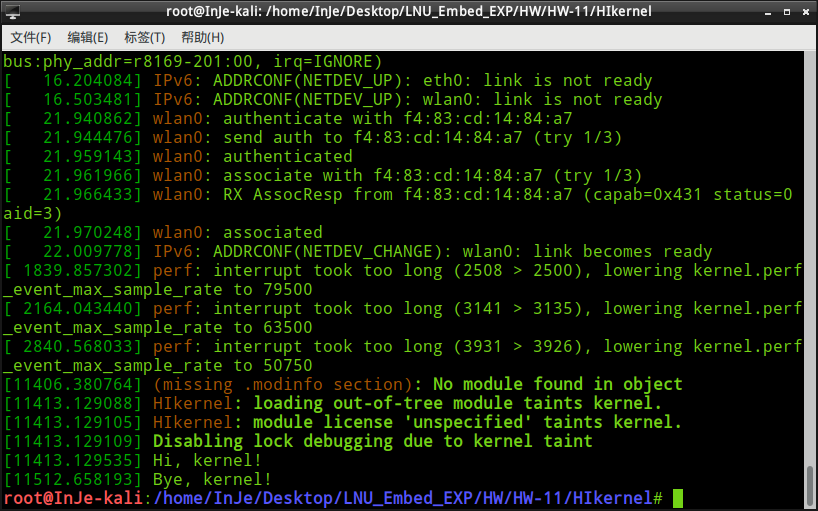 root@InJe-kali: /home/InJe/Desktop/LNU_Embed_EXP/HW/HW-11/HIkernel
文件(F) 编辑(E) 标签(T) 帮助(H)
bus:phy_addr=r8169-201:00, irq=IGNORE)
[   16.204084] IPv6: ADDRCONF(NETDEV_UP): eth0: link is not ready
[   16.503481] IPv6: ADDRCONF(NETDEV_UP): wlan0: link is not ready
[   21.940862] wlan0: authenticate with f4:83:cd:14:84:a7
[   21.944476] wlan0: send auth to f4:83:cd:14:84:a7 (try 1/3)
[   21.959143] wlan0: authenticated
[   21.961966] wlan0: associate with f4:83:cd:14:84:a7 (try 1/3)
[   21.966433] wlan0: RX AssocResp from f4:83:cd:14:84:a7 (capab=0x431 status=0
aid=3)
[   21.970248] wlan0: associated
[   22.009778] IPv6: ADDRCONF(NETDEV_CHANGE): wlan0: link becomes ready
[ 1839.857302] perf: interrupt took too long (2508 > 2500), lowering kernel.perf
_event_max_sample_rate to 79500
[ 2164.043440] perf: interrupt took too long (3141 > 3135), lowering kernel.perf
_event_max_sample_rate to 63500
[ 2840.568033] perf: interrupt took too long (3931 > 3926), lowering kernel.perf
_event_max_sample_rate to 50750
[11406.380764] (missing .modinfo section): No module found in object
[11413.129088] HIkernel: loading out-of-tree module taints kernel.
[11413.129105] HIkernel: module license 'unspecified' taints kernel.
[11413.129109] Disabling lock debugging due to kernel taint
[11413.129535] Hi, kernel!
[11512.658193] Bye, kernel!
root@InJe-kali:/home/InJe/Desktop/LNU_Embed_EXP/HW/HW-11/HIkernel#